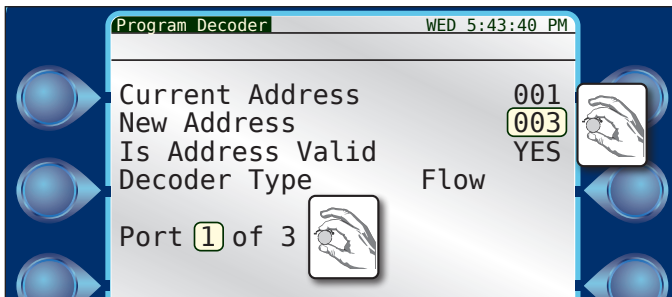 Program Decoder WED 5:43:40 PM
Current Address 001
New Address 003
Is Address Valid YES
Decoder Type Flow
Port 1 of 3